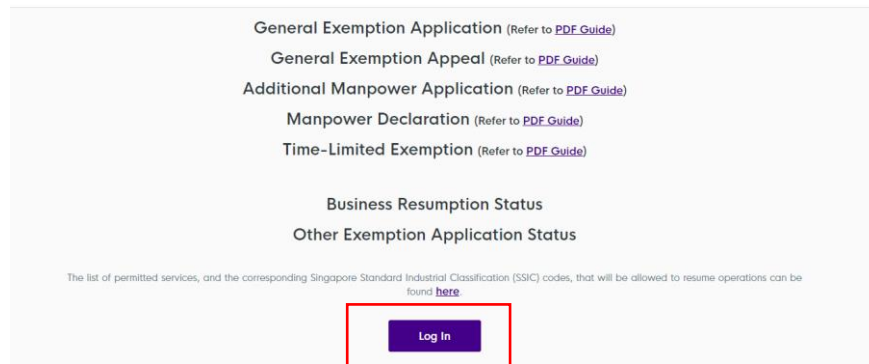 General Exemption Application (Refer to PDF Guide)
General Exemption Appeal (Refer to PDF Guide)
Additional Manpower Application (Refer to PDF Guide)
Manpower Declaration (Refer to PDF Guide)
Time-Limited Exemption (Refer to PDF Guide)
Business Resumption Status
Other Exemption Application Status
The list of permitted services, and the corresponding Singapore Standard Industrial Classification (SSIC) codes, that will be allowed to resume operations can be
found here.
Log In